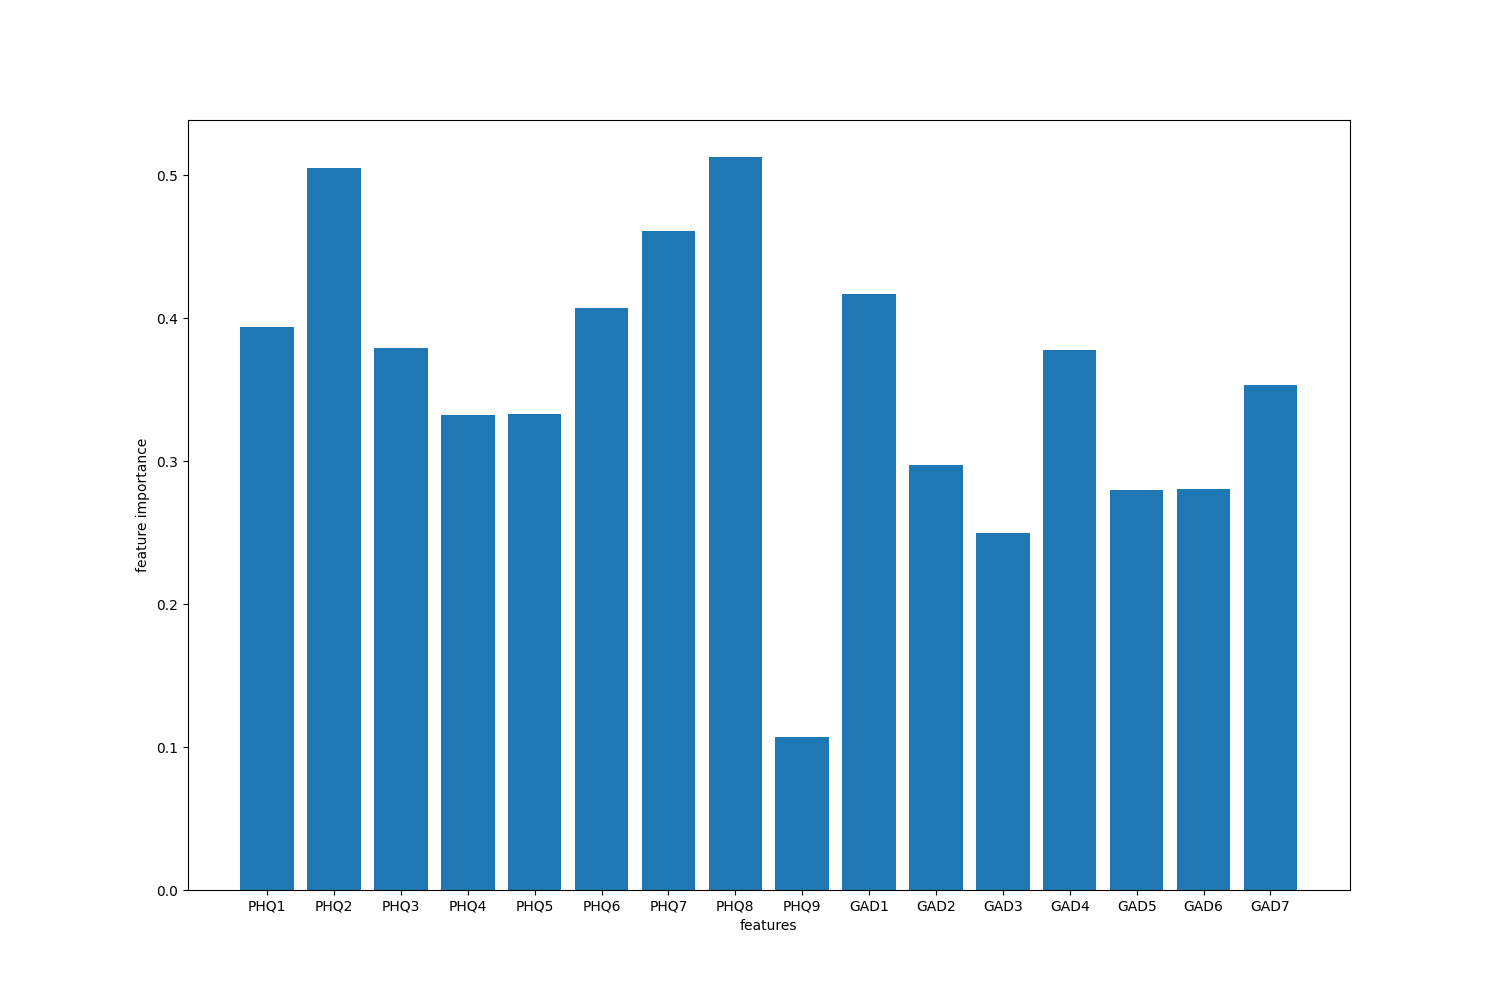 feature importance
0.5
0.4
0.3
0.2
0.1
0.0
PHQ1 PHQ2 PHQ3 PHQ4 PHQ5 PHQ6 PHQ7 PHQ8 PHQ9 GAD1 GAD2 GAD3 GAD4 GAD5 GAD6 GAD7
features